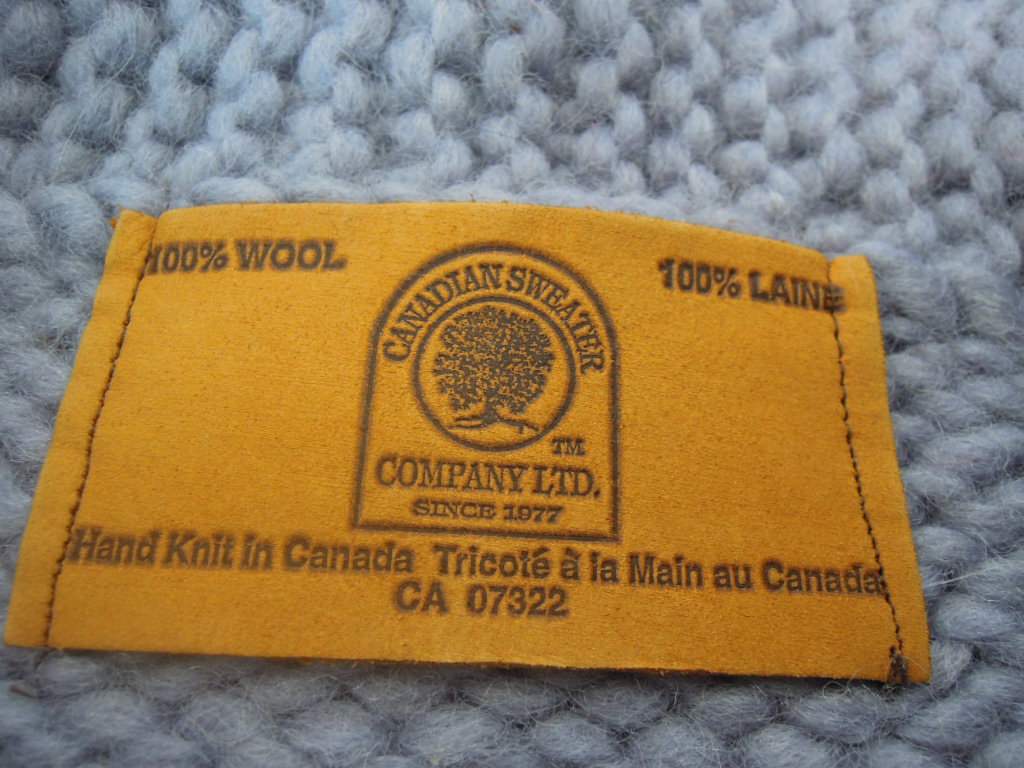 100% WOOL
100% LAINE
CANADIAN SWEATER
TM
COMPANY LTD.
SINCE 1977
Hand Knit in Canada Tricoté à la Main au Canada
CA 07322